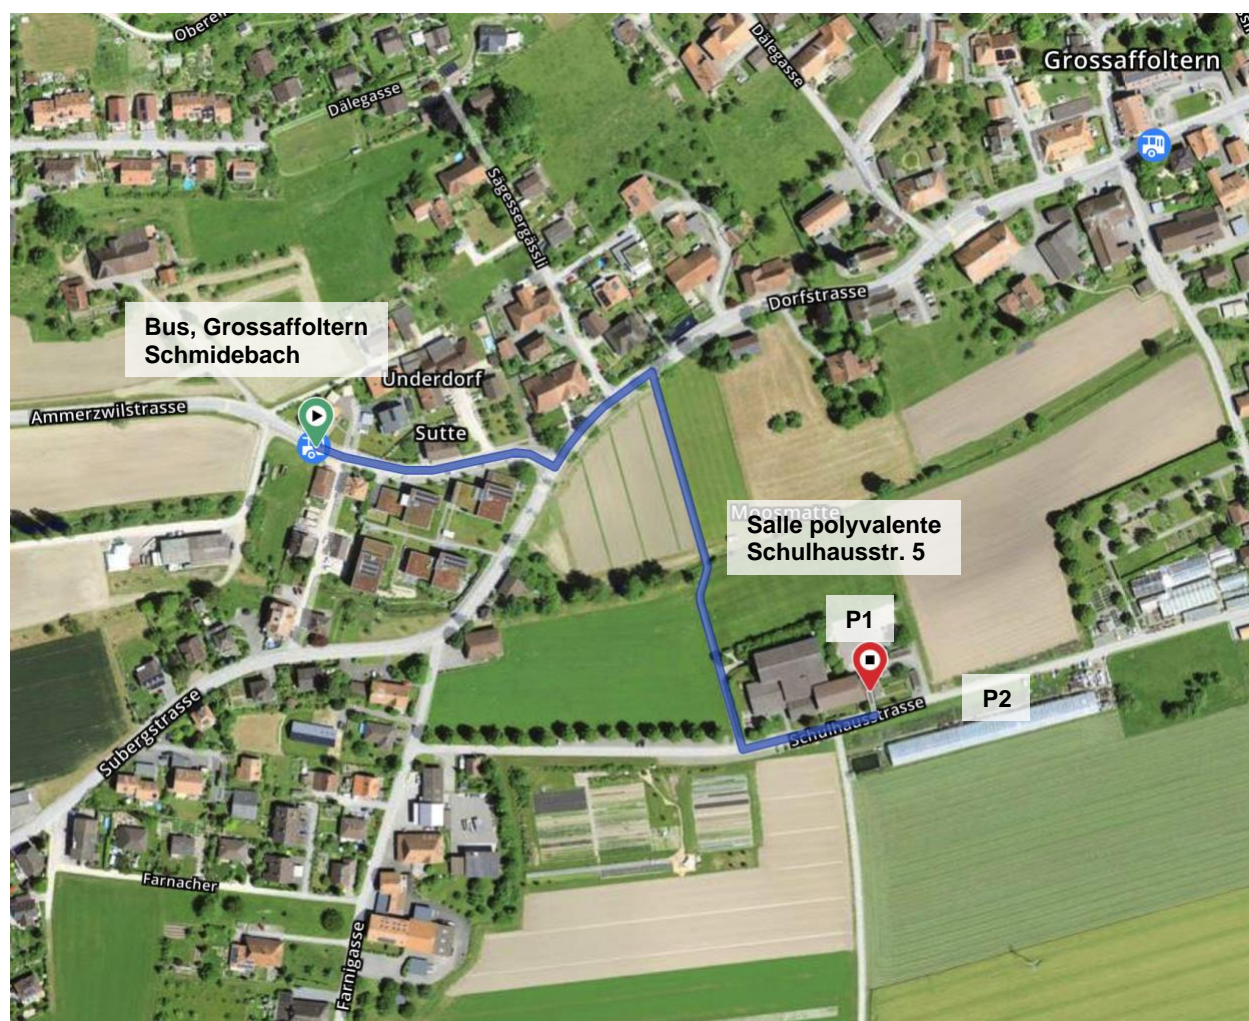 Oberei
Dälegasse
Grossaffoltern
Dälegasse
Sägessergässli
Dorfstrasse
Bus, Grossaffoltern
Schmidebach
Underdorf
Ammerzwilstrasse
Sutte
Moosmatte
Salle polyvalente
Schulhausstr. 5
P1
P2
Schulhausstrasse
Subergstrasse
Farnacher
Farnigasse